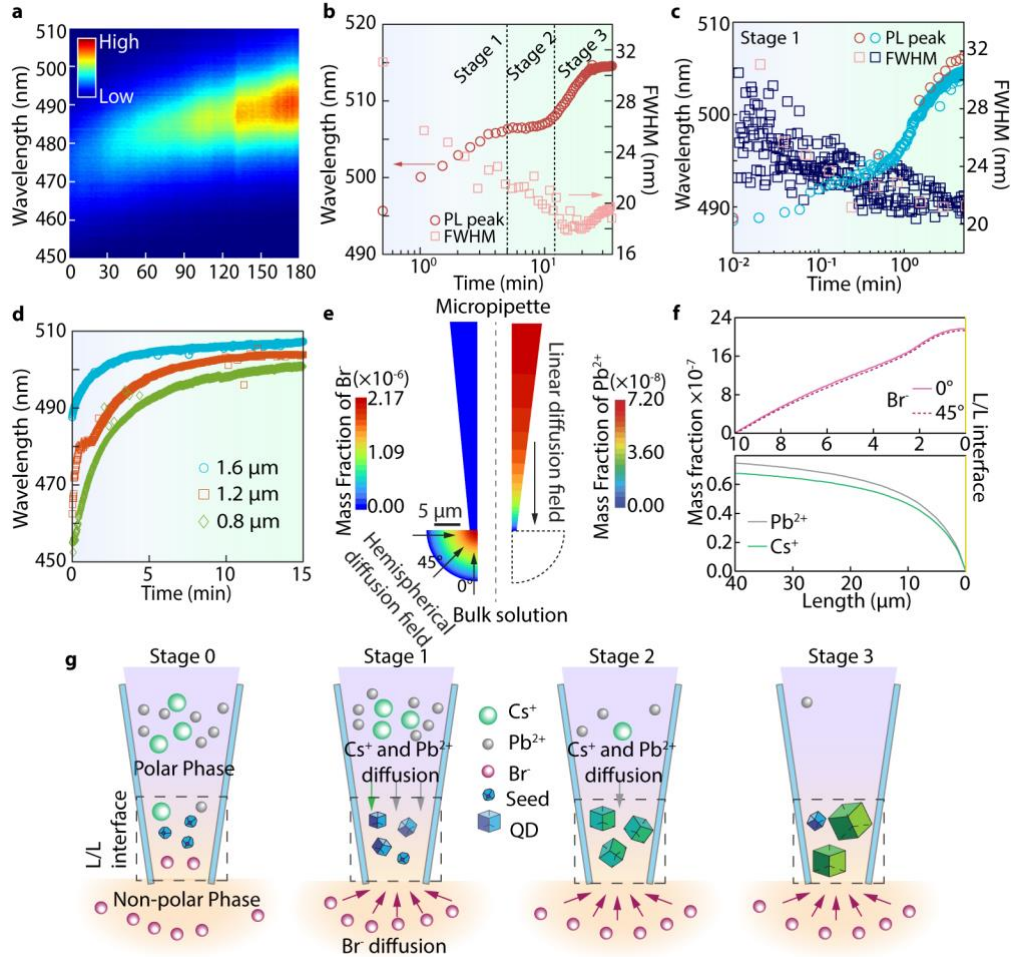 a
510
500
490
480
470
460
450
Wavelength (nm)
High
Low
0 30 60 90 120 150 180
b
520
510
500
490
Wavelength (nm)
Stage 1
Stage 2
Stage 3
PL peak
FWHM
32
28
24
20
16
FWHM (nm)
10⁰ 10¹
Time (min)
c
510
500
490
Wavelength (nm)
Stage 1
PL peak
FWHM
32
28
24
20
FWHM (nm)
10⁻² 10⁻¹ 10⁰
Time (min)
d
510
490
470
450
Wavelength (nm)
1.6 μm
1.2 μm
0.8 μm
0 5 10 15
Time (min)
e
Micropipette
Mass Fraction of Br⁻
(×10⁻⁶)
2.17
1.09
0.00
5 μm
45°
0°
Hemispherical
diffusion field
Linear diffusion field
Bulk solution
Mass Fraction of Pb²⁺
(×10⁻⁸)
7.20
3.60
0.00
f
Mass fraction ×10⁻⁷
24
16
8
0
Br⁻
0°
45°
10 8 6 4 2 0
L/L interface
0.6
0.4
0.2
0.0
Pb²⁺
Cs⁺
40 30 20 10 0
Length (μm)
g
Stage 0
Stage 1
Stage 2
Stage 3
Polar Phase
L/L
interface
Non-polar Phase
Cs⁺ and Pb²⁺
diffusion
Br⁻ diffusion
Cs⁺
Pb²⁺
Br⁻
Seed
QD
Cs⁺ and Pb²⁺
diffusion